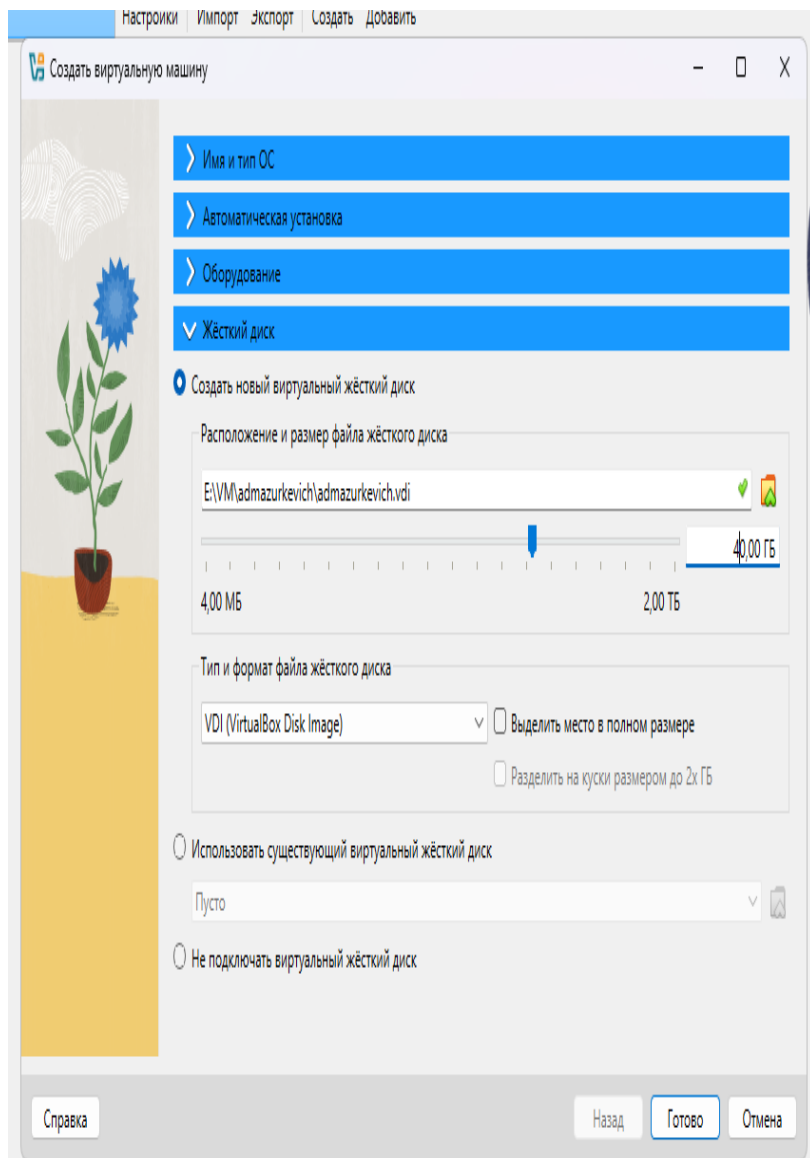 Настройки Импорт Экспорт Создать Добавить
Создать виртуальную машину
Имя и тип ОС
Автоматическая установка
Оборудование
Жёсткий диск
Создать новый виртуальный жёсткий диск
Расположение и размер файла жёсткого диска
E:\VM\admazurkevich\admazurkevich.vdi
40,00 ГБ
4,00 МБ 2,00 ТБ
Тип и формат файла жёсткого диска
VDI (VirtualBox Disk Image) Выделить место в полном размере
Разделить на куски размером до 2х ГБ
Использовать существующий виртуальный жёсткий диск
Пусто
Не подключать виртуальный жёсткий диск
Справка Назад Готово Отмена